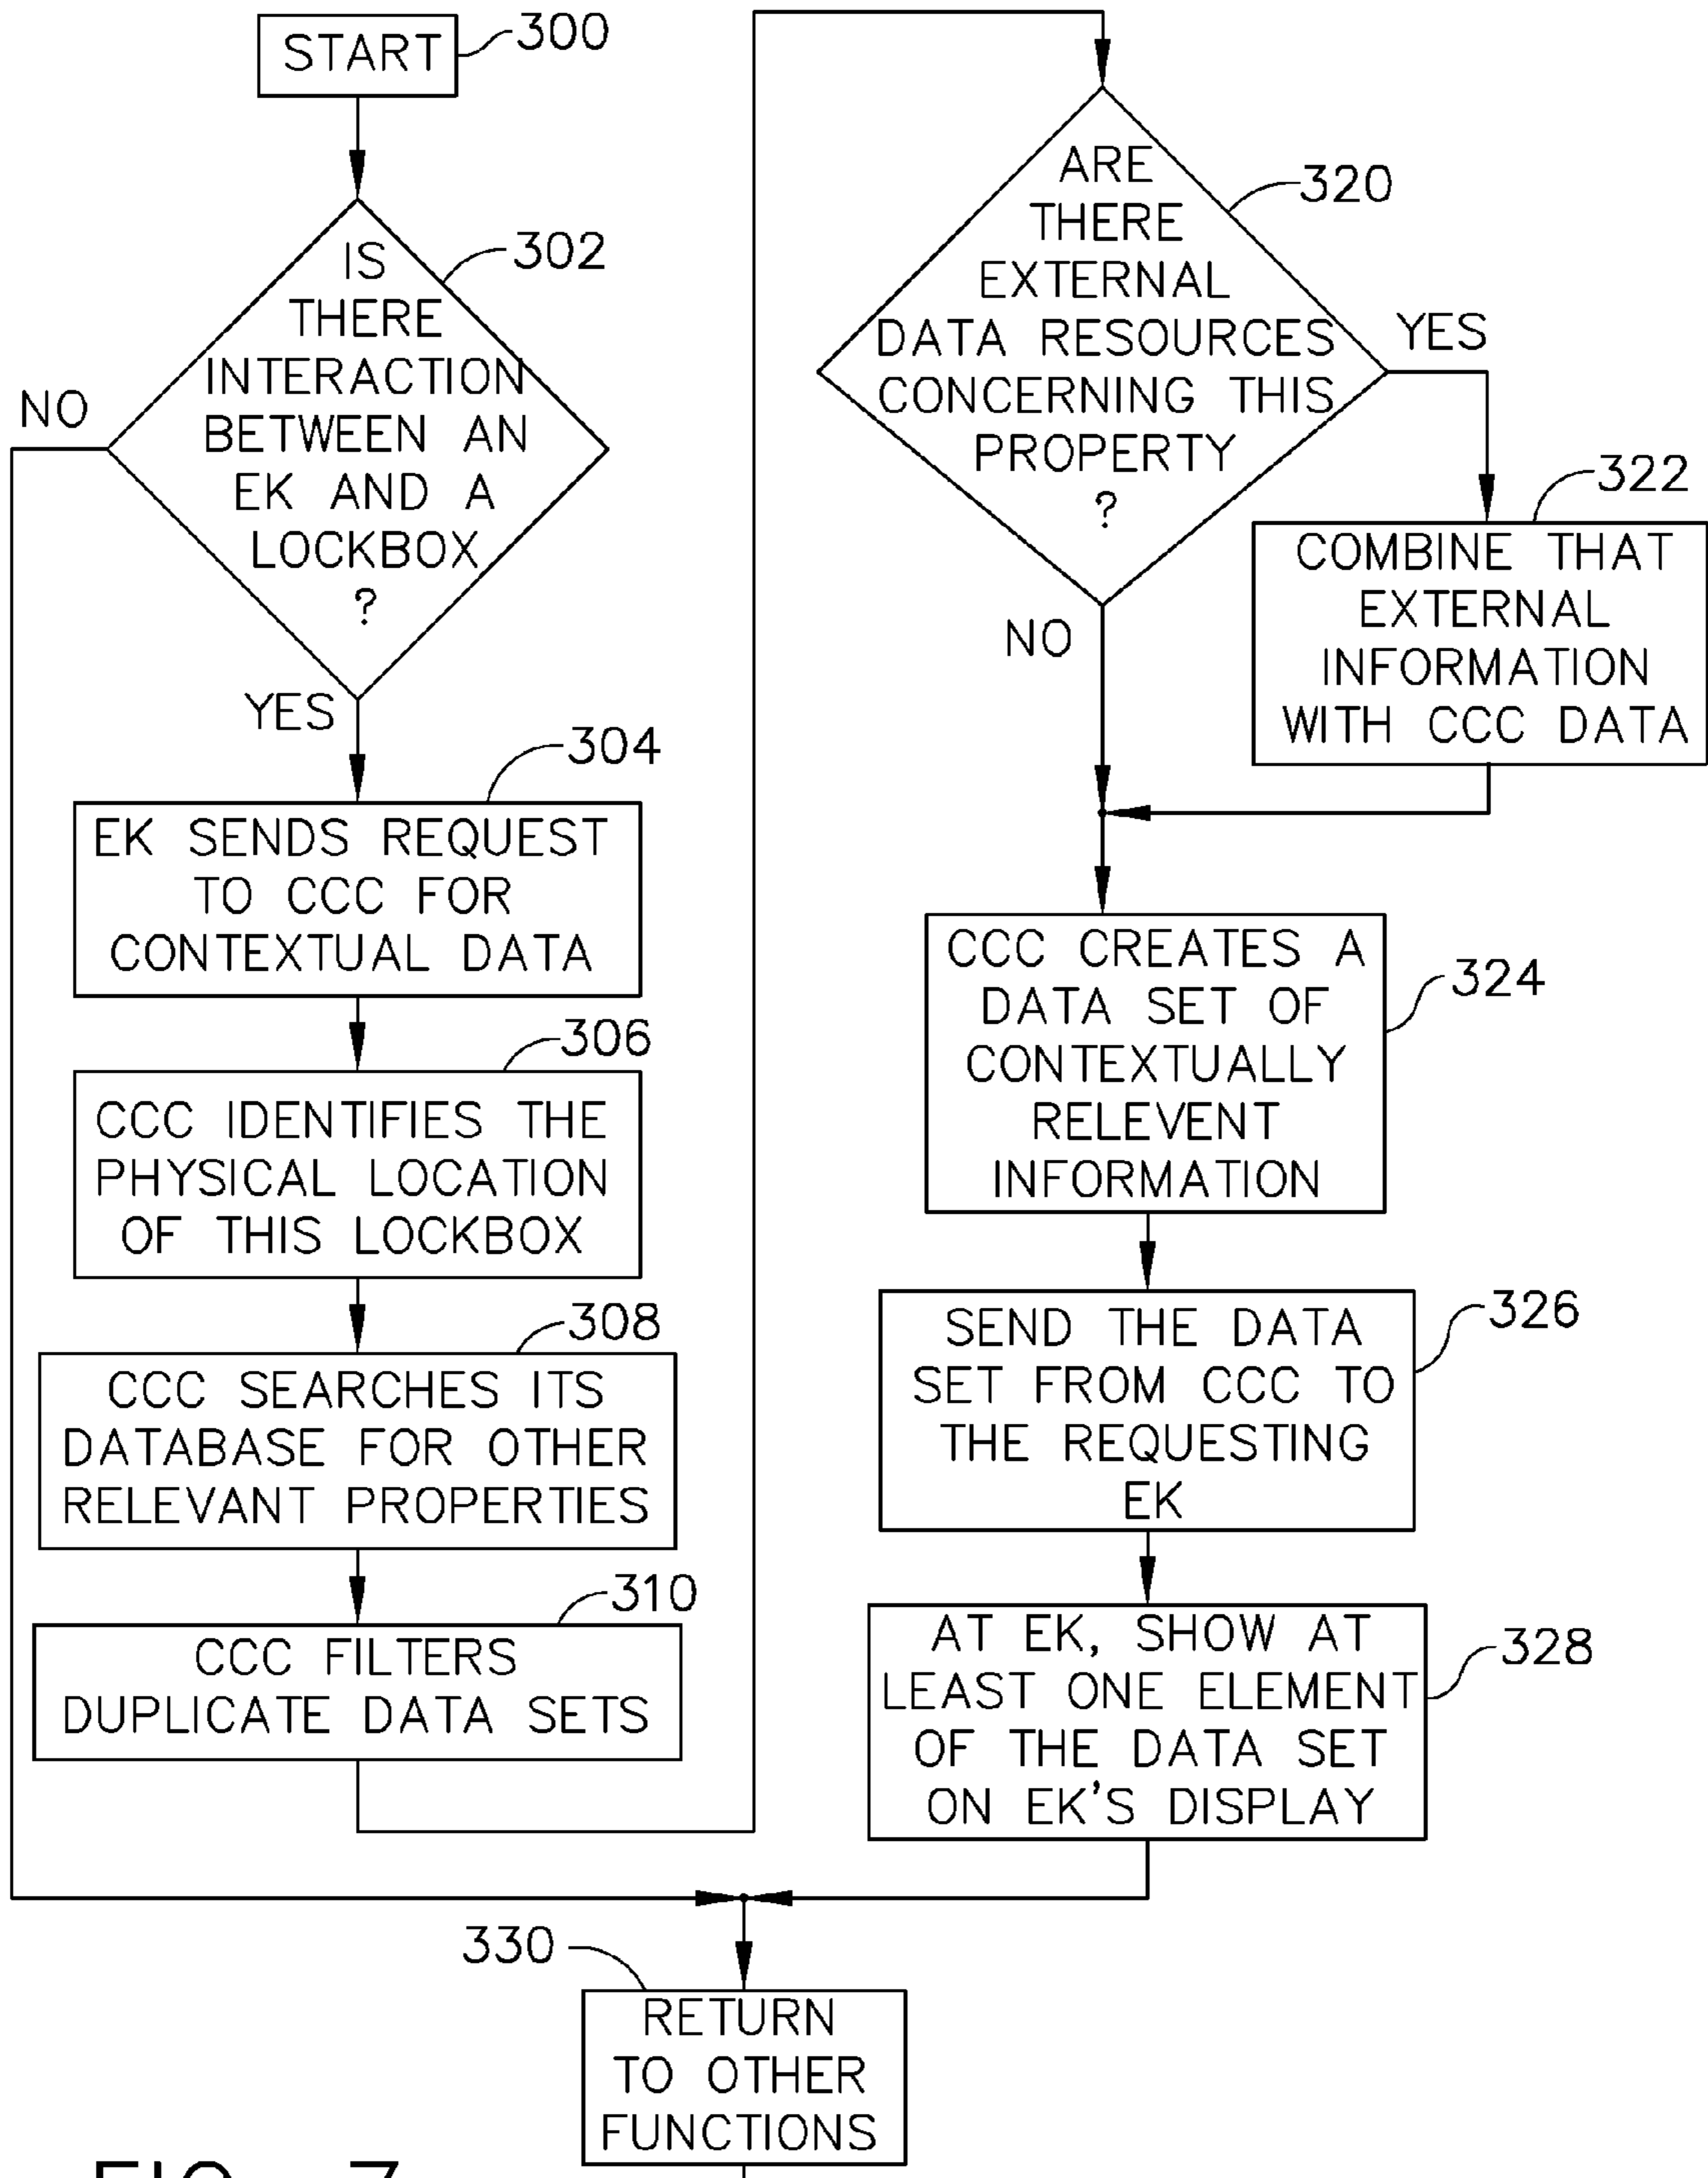 START
300
IS
THERE
INTERACTION
BETWEEN AN
EK AND A
LOCKBOX
?
302
NO
YES
304
EK SENDS REQUEST
TO CCC FOR
CONTEXTUAL DATA
306
CCC IDENTIFIES THE
PHYSICAL LOCATION
OF THIS LOCKBOX
308
CCC SEARCHES ITS
DATABASE FOR OTHER
RELEVANT PROPERTIES
310
CCC FILTERS
DUPLICATE DATA SETS
ARE
THERE
EXTERNAL
DATA RESOURCES
CONCERNING THIS
PROPERTY
?
320
YES
NO
322
COMBINE THAT
EXTERNAL
INFORMATION
WITH CCC DATA
CCC CREATES A
DATA SET OF
CONTEXTUALLY
RELEVENT
INFORMATION
324
SEND THE DATA
SET FROM CCC TO
THE REQUESTING
EK
326
AT EK, SHOW AT
LEAST ONE ELEMENT
OF THE DATA SET
ON EK'S DISPLAY
328
330
RETURN
TO OTHER
FUNCTIONS